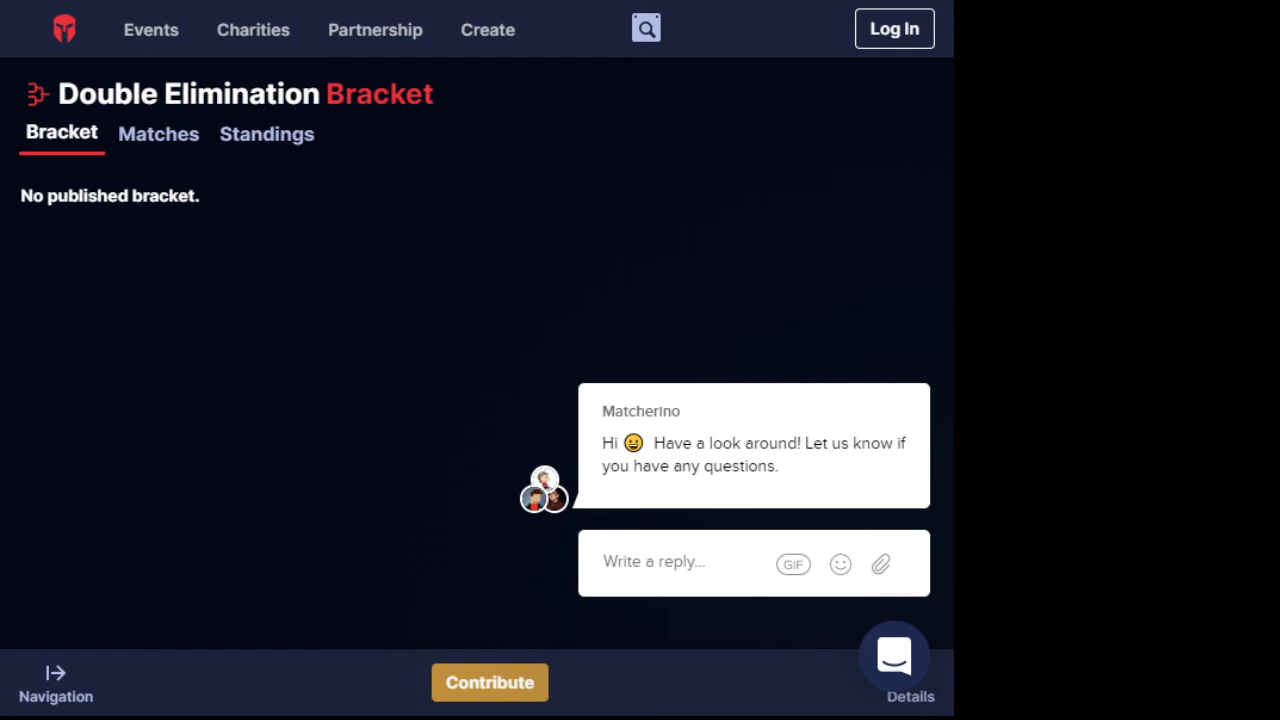 Events Charities Partnership Create Log In
Double Elimination Bracket
Bracket Matches Standings
No published bracket.
Matcherino
Hi 😀 Have a look around! Let us know if
you have any questions.
Write a reply... GIF
Navigation Contribute Details